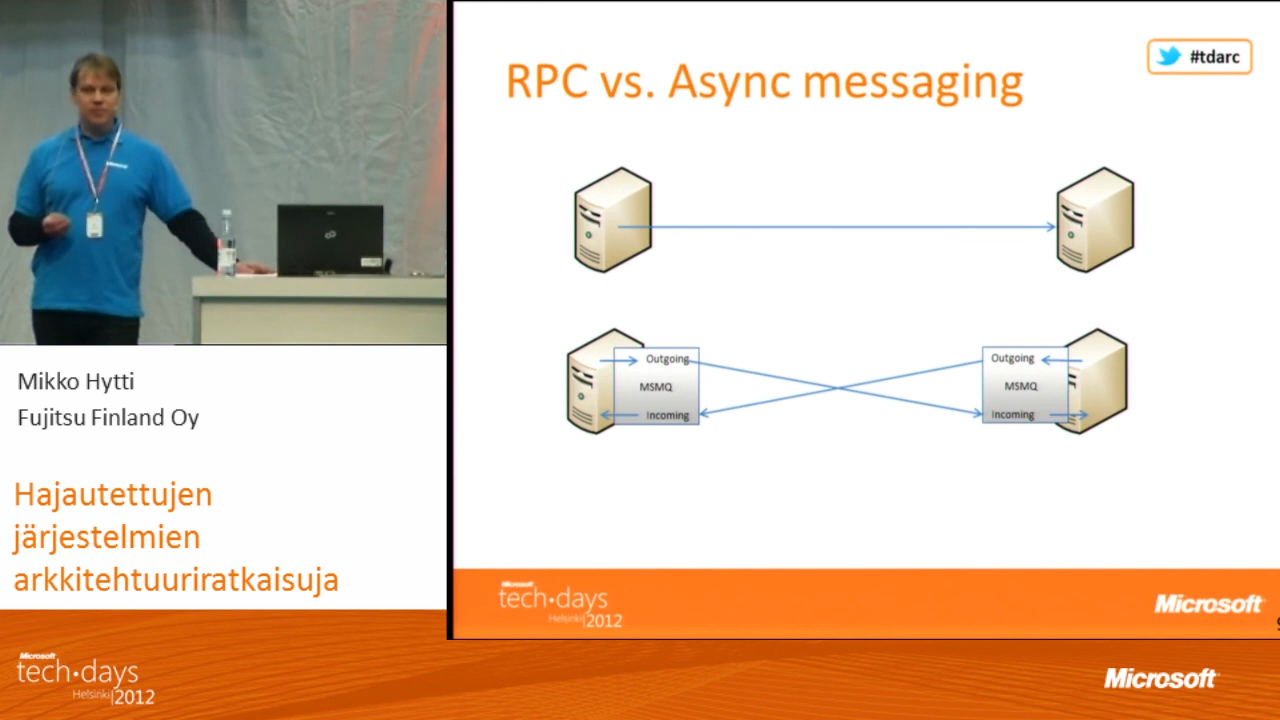 RPC vs. Async messaging
#tdarc
Outgoing
MSMQ
Incoming
Outgoing
MSMQ
Incoming
Microsoft
tech·days
Helsinki|2012
Microsoft
Mikko Hytti
Fujitsu Finland Oy
Hajautettujen
järjestelmien
arkkitehtuuriratkaisuja
Microsoft
tech·days
Helsinki|2012
Microsoft